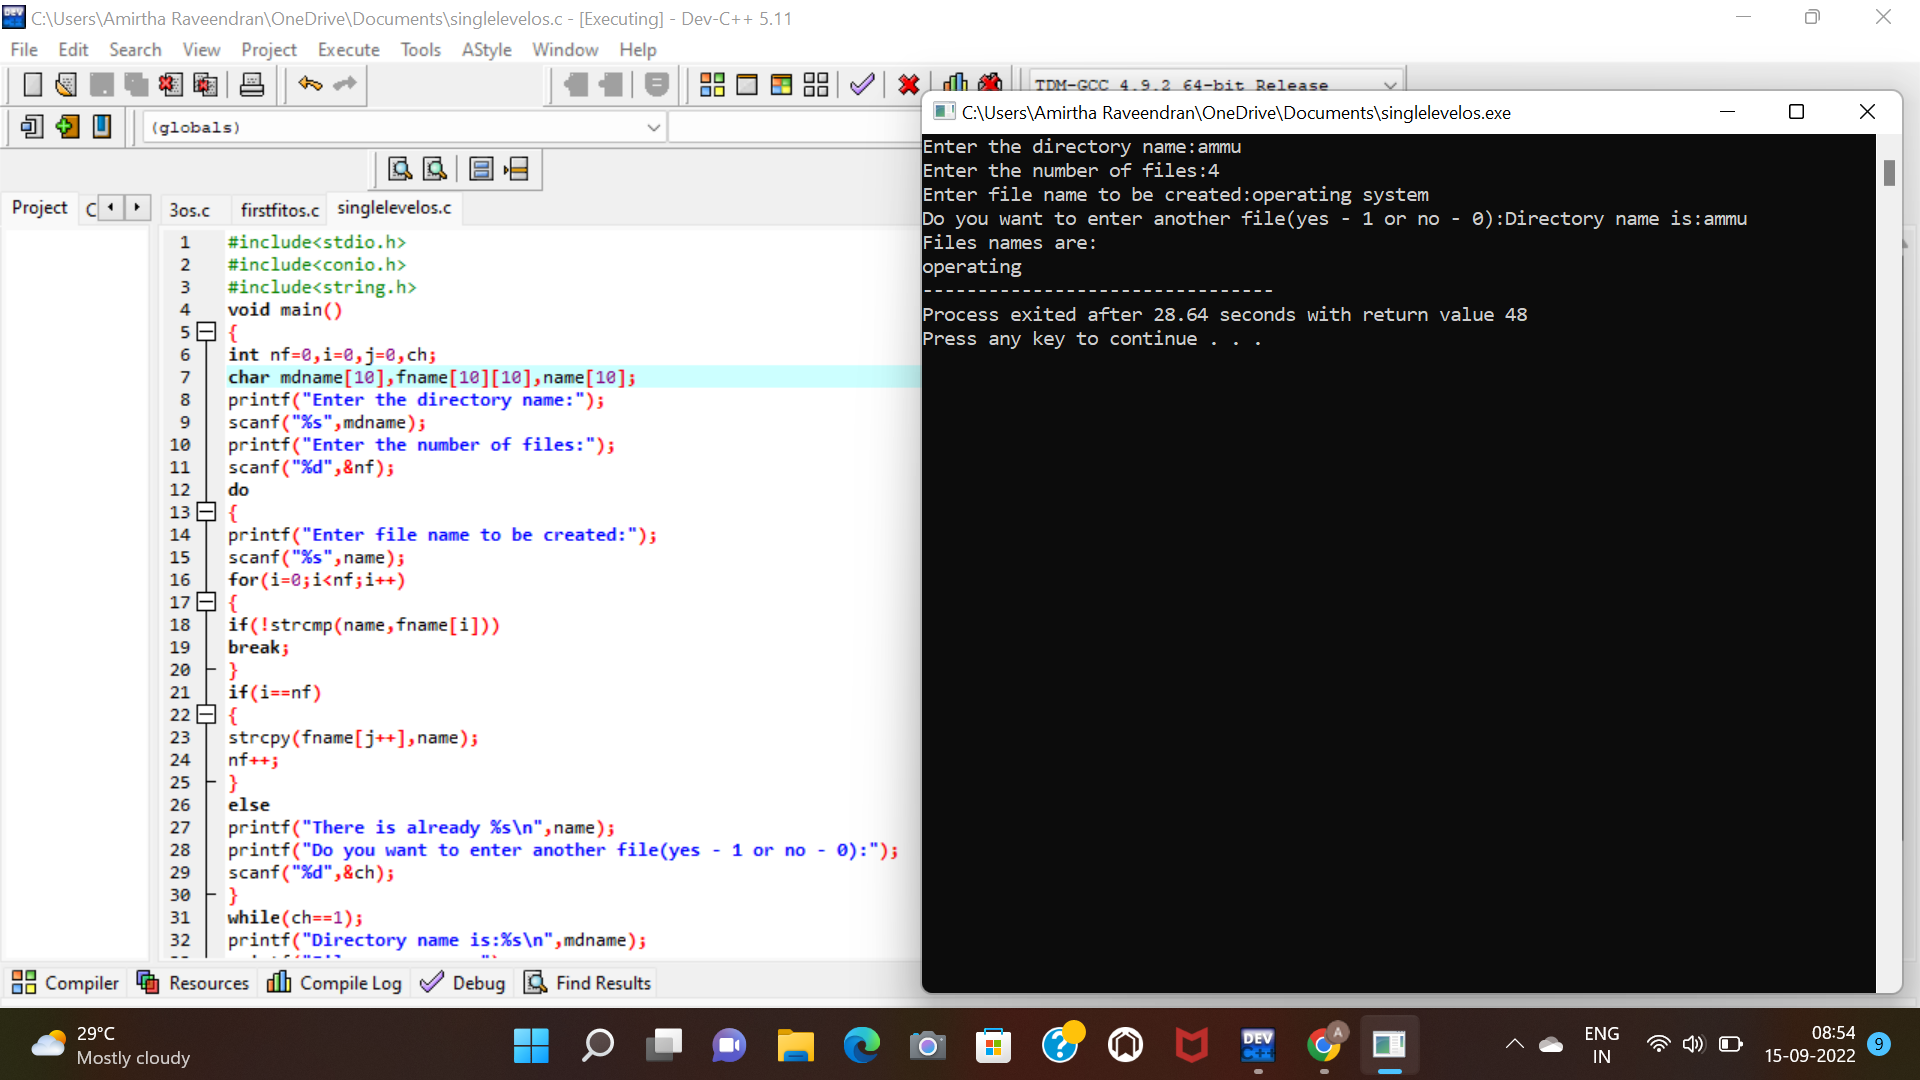 C:\Users\Amirtha Raveendran\OneDrive\Documents\singlelevelos.c - [Executing] - Dev-C++ 5.11
File Edit Search View Project Execute Tools AStyle Window Help
TDM-GCC 4.9.2 64-bit Release
(globals)
Project C 3os.c firstfitos.c singlelevelos.c
1 #include<stdio.h>
2 #include<conio.h>
3 #include<string.h>
4 void main()
5 {
6 int nf=0,i=0,j=0,ch;
7 char mdname[10],fname[10][10],name[10];
8 printf("Enter the directory name:");
9 scanf("%s",mdname);
10 printf("Enter the number of files:");
11 scanf("%d",&nf);
12 do
13 {
14 printf("Enter file name to be created:");
15 scanf("%s",name);
16 for(i=0;i<nf;i++)
17 {
18 if(!strcmp(name,fname[i]))
19 break;
20 }
21 if(i==nf)
22 {
23 strcpy(fname[j++],name);
24 nf++;
25 }
26 else
27 printf("There is already %s\n",name);
28 printf("Do you want to enter another file(yes - 1 or no - 0):");
29 scanf("%d",&ch);
30 }
31 while(ch==1);
32 printf("Directory name is:%s\n",mdname);
C:\Users\Amirtha Raveendran\OneDrive\Documents\singlelevelos.exe
Enter the directory name:ammu
Enter the number of files:4
Enter file name to be created:operating system
Do you want to enter another file(yes - 1 or no - 0):Directory name is:ammu
Files names are:
operating
--------------------------------
Process exited after 28.64 seconds with return value 48
Press any key to continue . . .
Compiler Resources Compile Log Debug Find Results
29°C
Mostly cloudy
DEV
C++
A
ENG
IN
08:54
15-09-2022
9